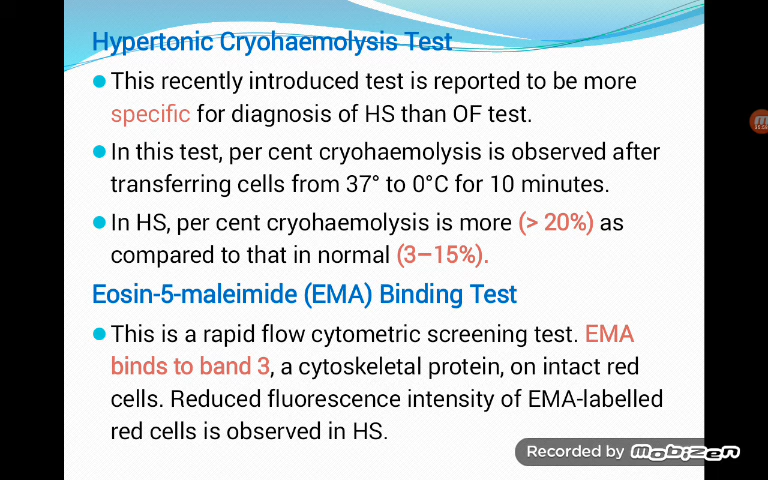 Hypertonic Cryohaemolysis Test
This recently introduced test is reported to be more
specific for diagnosis of HS than OF test.
In this test, per cent cryohaemolysis is observed after
transferring cells from 37° to 0°C for 10 minutes.
In HS, per cent cryohaemolysis is more (> 20%) as
compared to that in normal (3–15%).
Eosin-5-maleimide (EMA) Binding Test
This is a rapid flow cytometric screening test. EMA
binds to band 3, a cytoskeletal protein, on intact red
cells. Reduced fluorescence intensity of EMA-labelled
red cells is observed in HS.
Recorded by mobizen